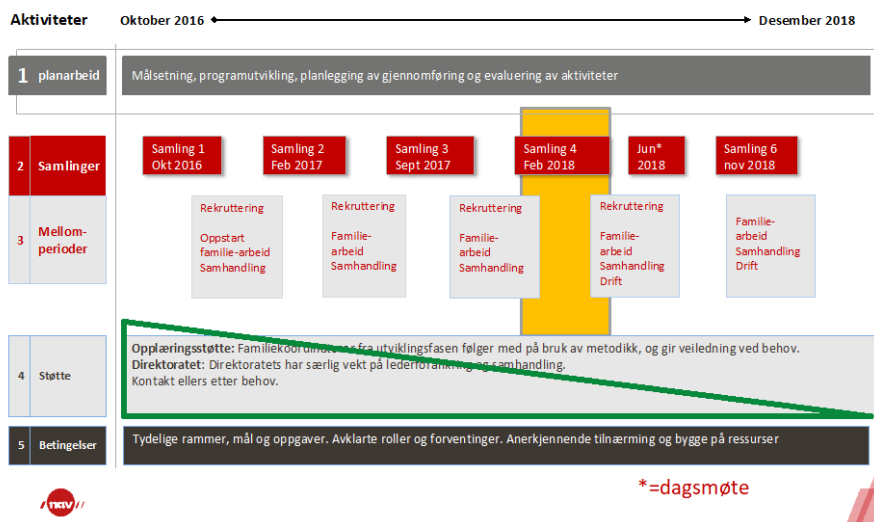 Aktiviteter
Oktober 2016
Desember 2018
1 planarbeid
Målsetning, programutvikling, planlegging av gjennomføring og evaluering av aktiviteter
2 Samlinger
Samling 1
Okt 2016
Samling 2
Feb 2017
Samling 3
Sept 2017
Samling 4
Feb 2018
Jun*
2018
Samling 6
nov 2018
3 Mellom-
perioder
Rekruttering
Oppstart
familie-arbeid
Samhandling
Rekruttering
Familie-
arbeid
Samhandling
Rekruttering
Familie-
arbeid
Samhandling
Rekruttering
Familie-
arbeid
Samhandling
Drift
Familie-
arbeid
Samhandling
Drift
4 Støtte
Opplæringsstøtte: Familiekoordinatorer fra utviklingsfasen følger med på bruk av metodikk, og gir veiledning ved behov.
Direktoratet: Direktoratets har særlig vekt på lederforankring og samhandling.
Kontakt ellers etter behov.
5 Betingelser
Tydelige rammer, mål og oppgaver. Avklarte roller og forventinger. Anerkjennende tilnærming og bygge på ressurser
*=dagsmøte
nav